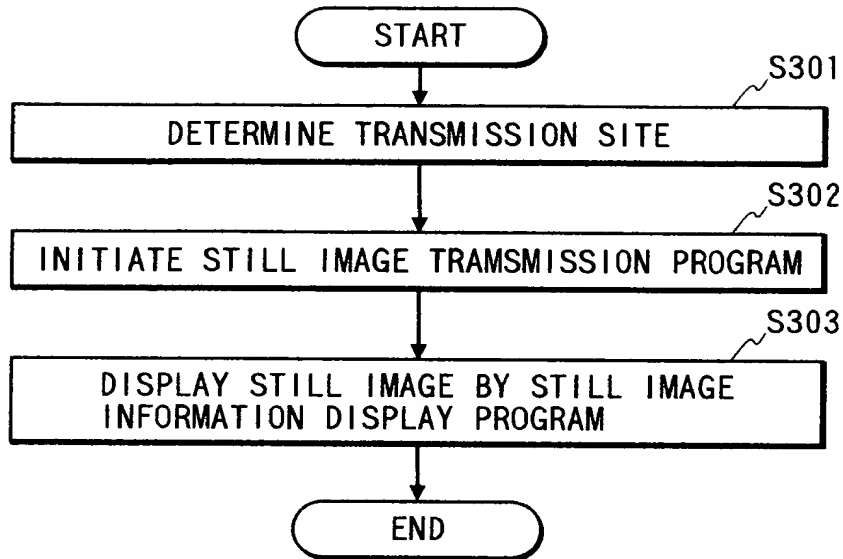 START
S301
DETERMINE TRANSMISSION SITE
S302
INITIATE STILL IMAGE TRAMSMISSION PROGRAM
S303
DISPLAY STILL IMAGE BY STILL IMAGE
INFORMATION DISPLAY PROGRAM
END